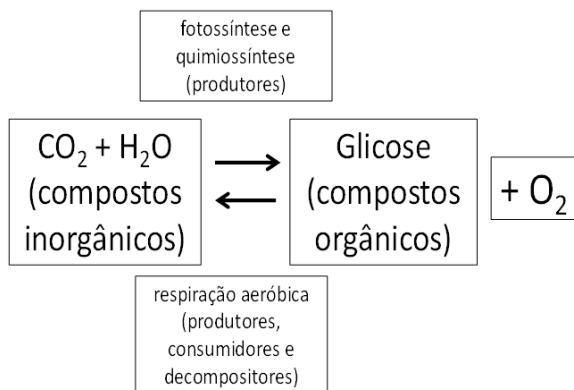 fotossíntese e
quimiossíntese
(produtores)
CO₂ + H₂O
(compostos
inorgânicos)
Glicose
(compostos
orgânicos)
+ O₂
respiração aeróbica
(produtores,
consumidores e
decompositores)